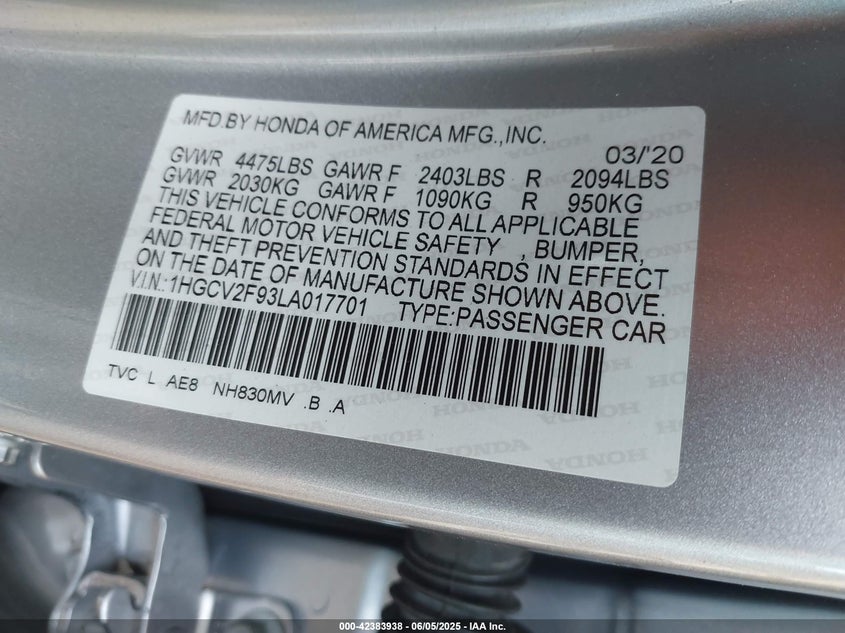 MFD.BY HONDA OF AMERICA MFG.,INC.
03/'20
GVWR 4475LBS GAWR F 2403LBS R 2094LBS
GVWR 2030KG GAWR F 1090KG R 950KG
THIS VEHICLE CONFORMS TO ALL APPLICABLE
FEDERAL MOTOR VEHICLE SAFETY , BUMPER,
AND THEFT PREVENTION STANDARDS IN EFFECT
ON THE DATE OF MANUFACTURE SHOWN ABOVE.
V.I.N.:1HGCV2F93LA017701 TYPE:PASSENGER CAR
TVC L AE8 NH830MV .B .A
HONDA HONDA HONDA
000-42383938 - 06/05/2025 - IAA Inc.